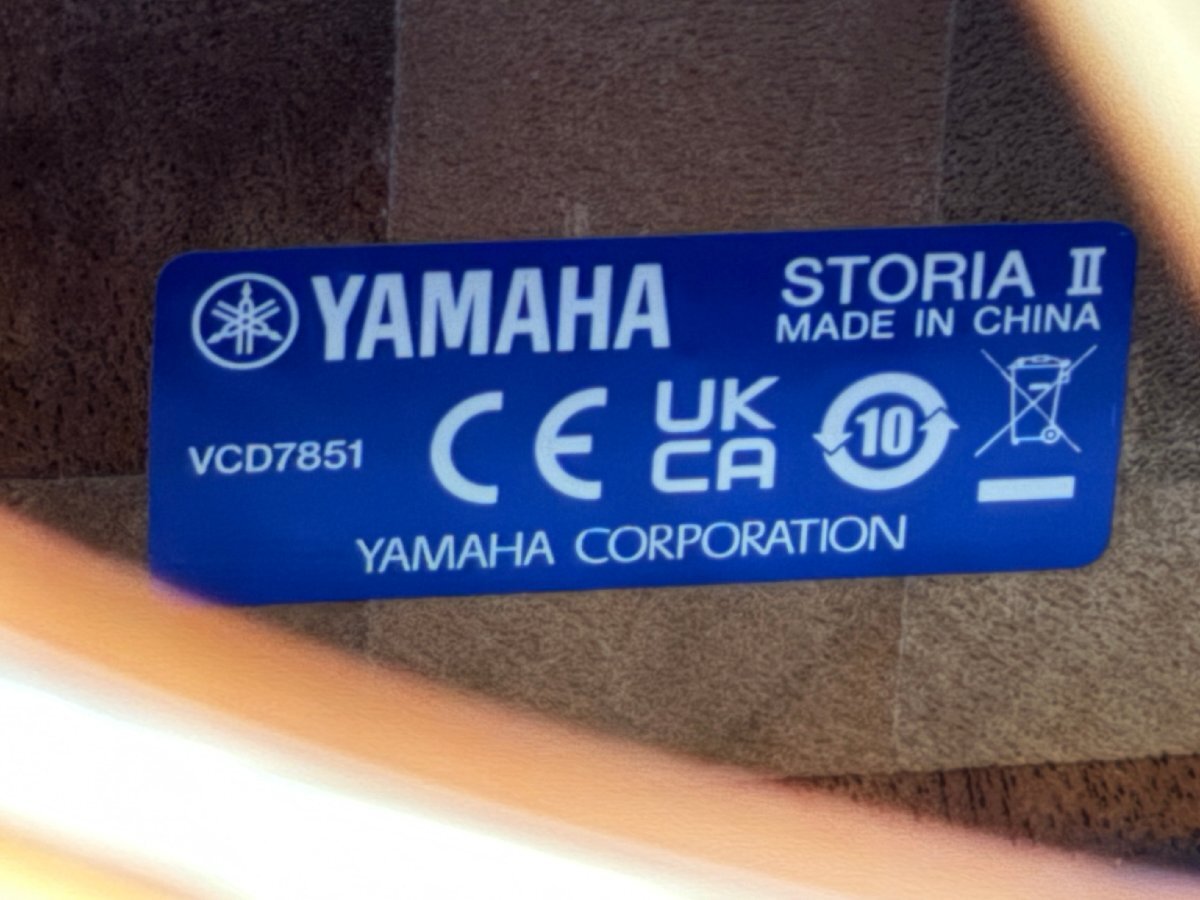 YAMAHA
STORIA II
MADE IN CHINA
VCD7851
CE
UK
CA
10
YAMAHA CORPORATION